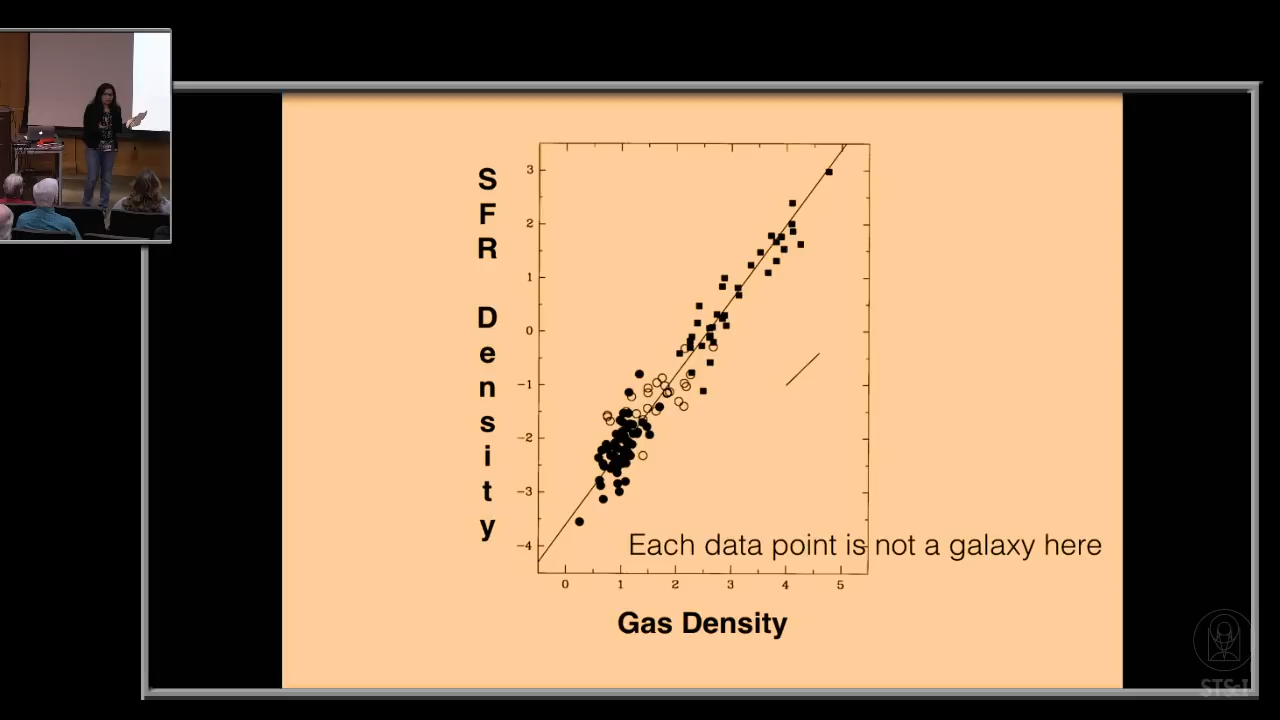 SFR Density
3
2
1
0
−1
−2
−3
−4
Each data point is not a galaxy here
0 1 2 3 4 5
Gas Density
STScI